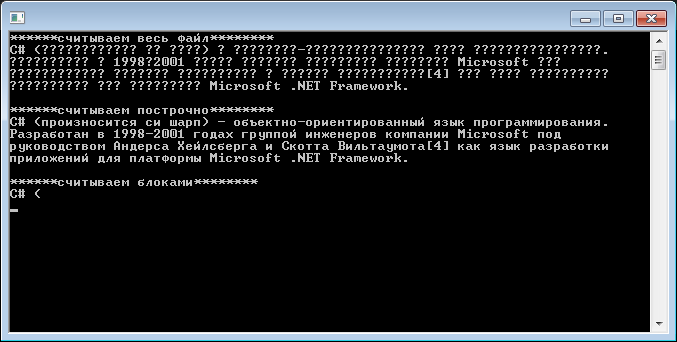 ******считываем весь файл********
C# (???????????? ?? ????) ? ????????-??????????????? ???? ????????????????.
?????????? ? 1998?2001 ????? ??????? ????????? ???????? Microsoft ???
???????????? ??????? ?????????? ? ?????? ???????????[4] ??? ???? ??????????
?????????? ??? ????????? Microsoft .NET Framework.
******считываем построчно********
C# (произносится си шарп) — объектно-ориентированный язык программирования.
Разработан в 1998—2001 годах группой инженеров компании Microsoft под
руководством Андерса Хейлсберга и Скотта Вильтаумота[4] как язык разработки
приложений для платформы Microsoft .NET Framework.
******считываем блоками********
C# (